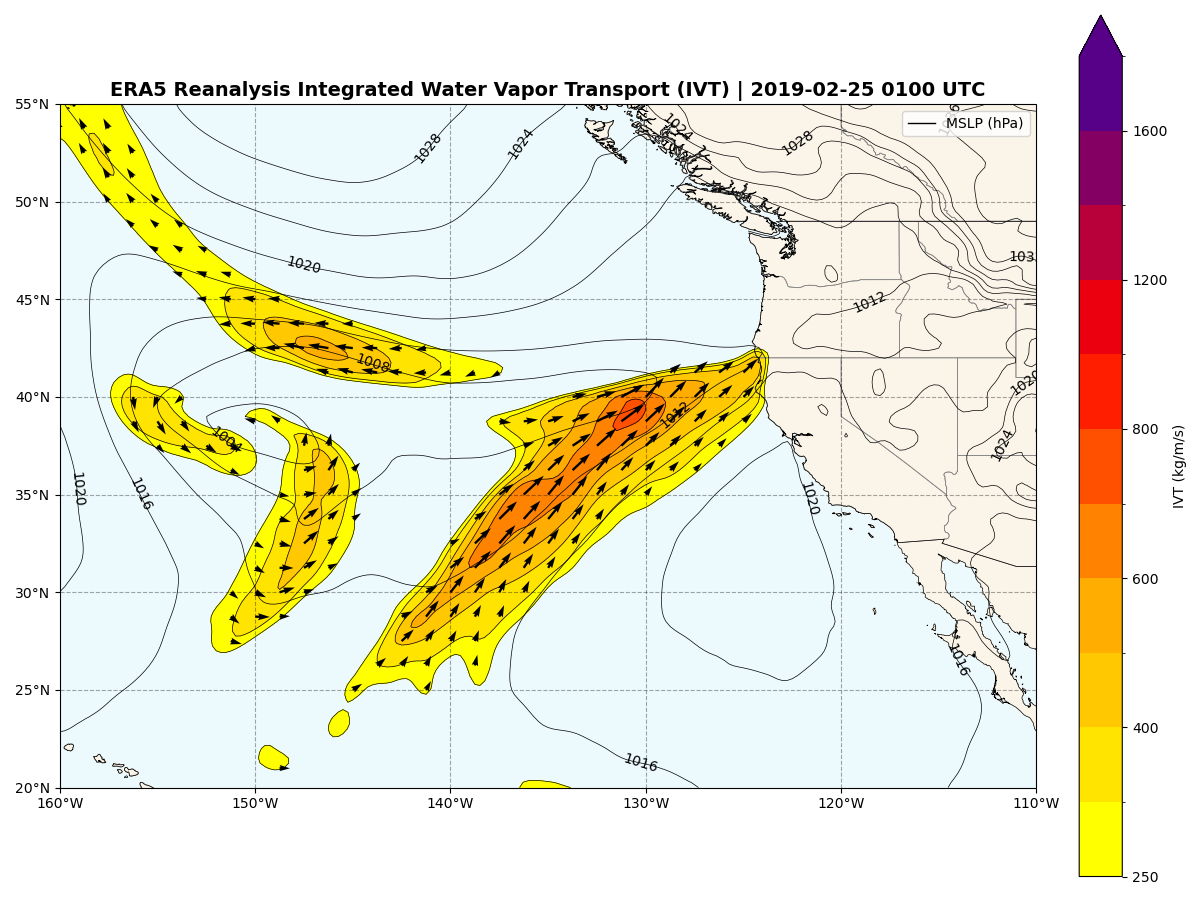 ERA5 Reanalysis Integrated Water Vapor Transport (IVT) | 2019-02-25 0100 UTC
MSLP (hPa)
55°N
50°N
45°N
40°N
35°N
30°N
25°N
20°N
160°W
150°W
140°W
130°W
120°W
110°W
1028
1024
1024
1028
1020
1012
1008
1004
1012
1020
1024
1020
1016
1020
1016
1016
1600
1200
800
600
400
250
IVT (kg/m/s)